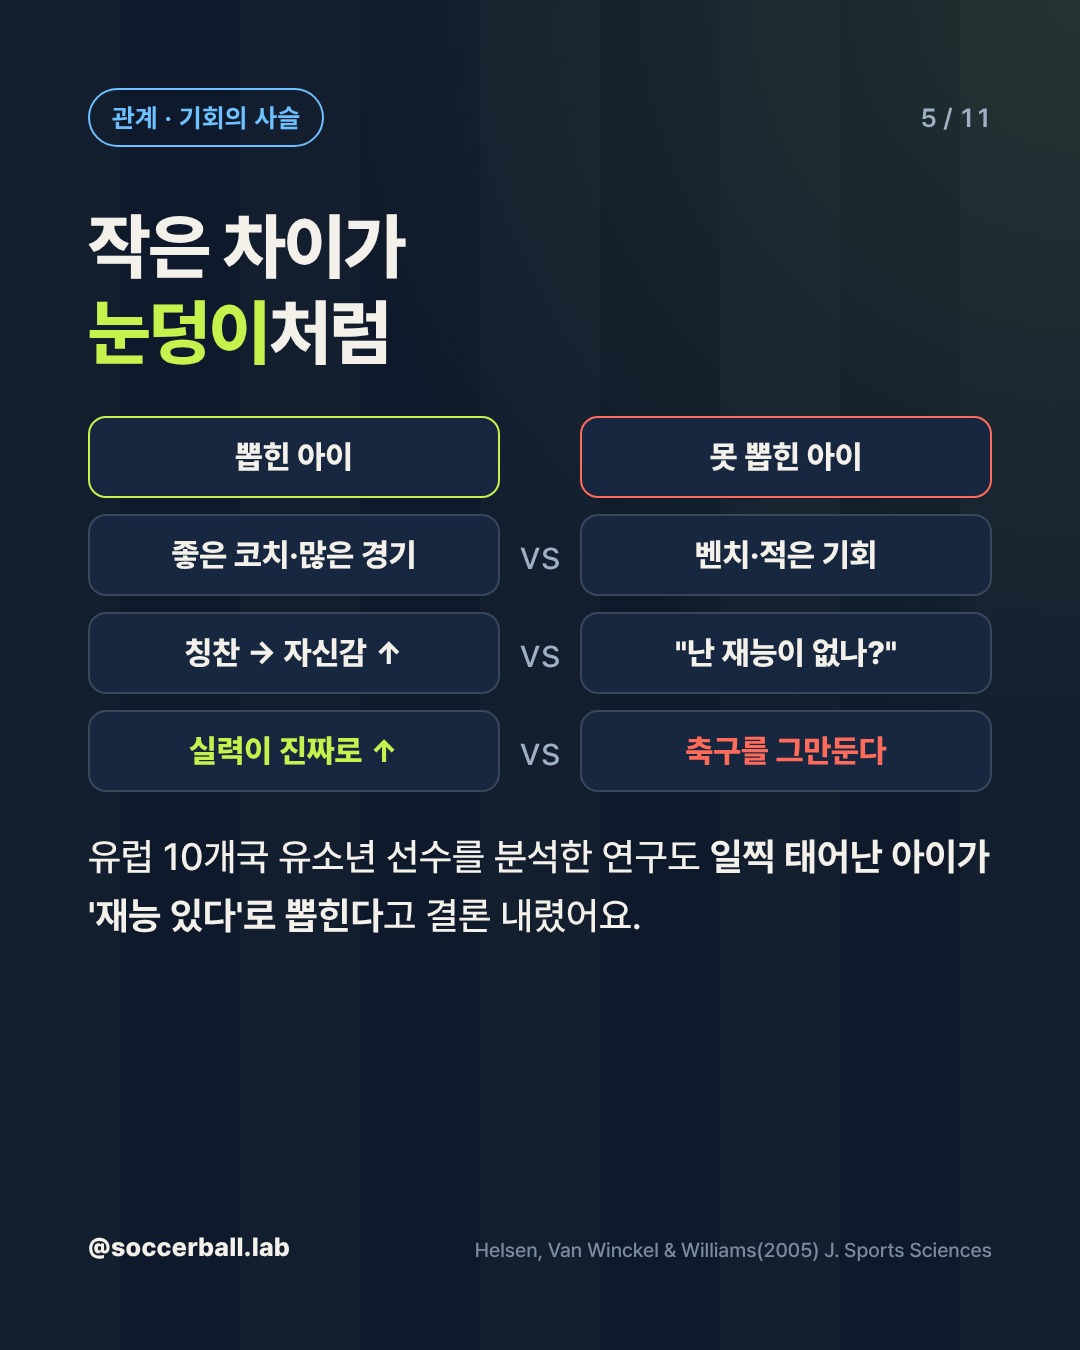 관계 · 기회의 사슬
5 / 11
작은 차이가
눈덩이처럼
뽑힌 아이
못 뽑힌 아이
좋은 코치·많은 경기 VS 벤치·적은 기회
칭찬 → 자신감 ↑ VS "난 재능이 없나?"
실력이 진짜로 ↑ VS 축구를 그만둔다
유럽 10개국 유소년 선수를 분석한 연구도 일찍 태어난 아이가
'재능 있다'로 뽑힌다고 결론 내렸어요.
@soccerball.lab
Helsen, Van Winckel & Williams(2005) J. Sports Sciences